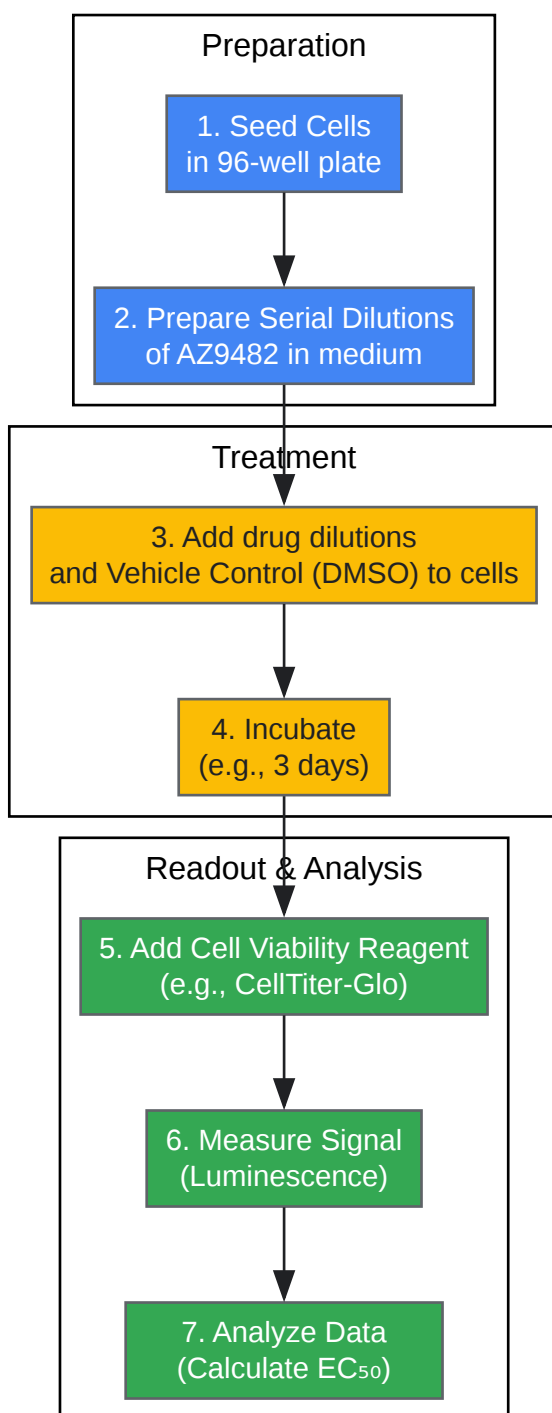 Preparation
1. Seed Cells
in 96-well plate
2. Prepare Serial Dilutions
of AZ9482 in medium
Treatment
3. Add drug dilutions
and Vehicle Control (DMSO) to cells
4. Incubate
(e.g., 3 days)
Readout & Analysis
5. Add Cell Viability Reagent
(e.g., CellTiter-Glo)
6. Measure Signal
(Luminescence)
7. Analyze Data
(Calculate EC₅₀)